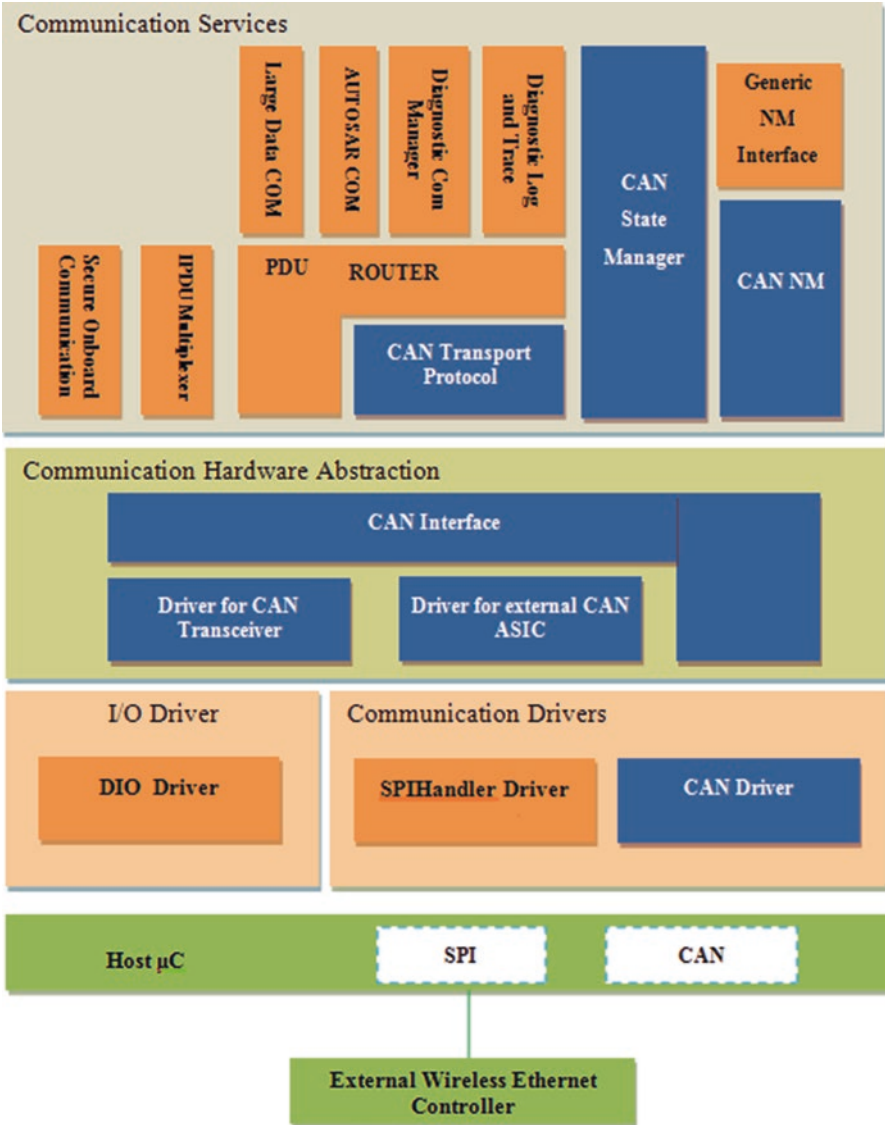 Communication Services
Large Data COM
AUTOSAR COM
Diagnostic Com
Manager
Diagnostic Log
and Trace
CAN
State
Manager
Generic
NM
Interface
Secure Onboard
Communication
IPDU Multiplexer
PDU ROUTER
CAN Transport
Protocol
CAN NM
Communication Hardware Abstraction
CAN Interface
Driver for CAN
Transceiver
Driver for external CAN
ASIC
I/O Driver
Communication Drivers
DIO Driver
SPIHandler Driver
CAN Driver
Host µC
SPI
CAN
External Wireless Ethernet
Controller